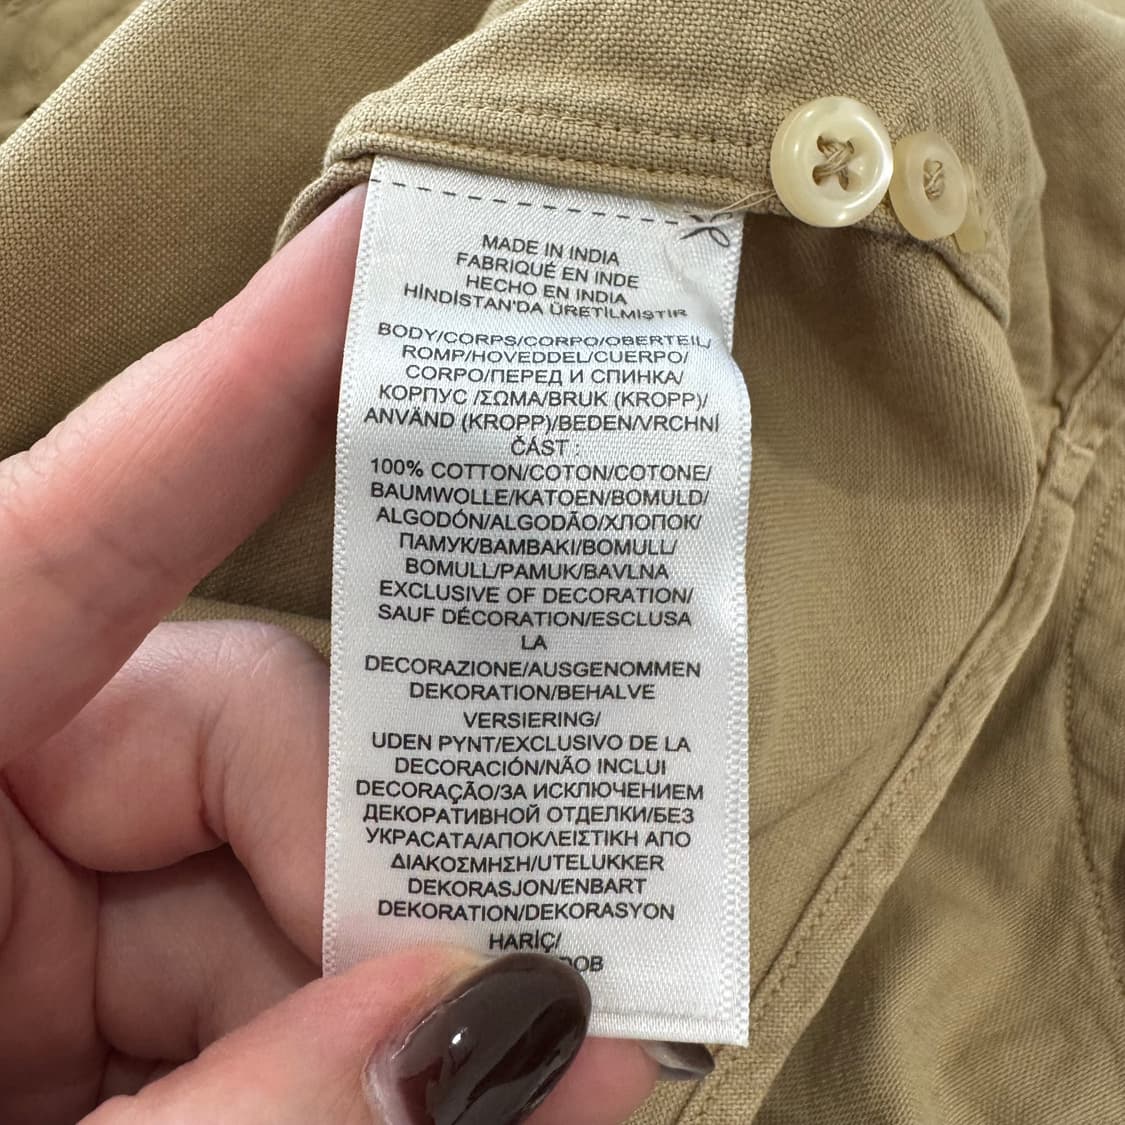 MADE IN INDIA
FABRIQUÉ EN INDE
HECHO EN INDIA
HİNDİSTAN'DA ÜRETİLMIŞTIR
BODY/CORPS/CORPO/OBERTEIL/
ROMP/HOVEDDEL/CUERPO/
CORPO/ПЕРЕД И СПИНКА/
КОРПУС /ΣΩΜΑ/BRUK (KROPP)/
ANVÄND (KROPP)/BEDEN/VRCHNÍ
ČÁST :
100% COTTON/COTON/COTONE/
BAUMWOLLE/KATOEN/BOMULD/
ALGODÓN/ALGODÃO/ХЛОПОК/
ПАМУК/BAMBAKI/BOMULL/
BOMULL/PAMUK/BAVLNA
EXCLUSIVE OF DECORATION/
SAUF DÉCORATION/ESCLUSA
LA
DECORAZIONE/AUSGENOMMEN
DEKORATION/BEHALVE
VERSIERING/
UDEN PYNT/EXCLUSIVO DE LA
DECORACIÓN/NÃO INCLUI
DECORAÇÃO/ЗА ИСКЛЮЧЕНИЕМ
ДЕКОРАТИВНОЙ ОТДЕЛКИ/БЕЗ
УКРАСАТА/ΑΠΟΚΛΕΙΣΤΙΚΗ ΑΠΟ
ΔΙΑΚΟΣΜΗΣΗ/UTELUKKER
DEKORASJON/ENBART
DEKORATION/DEKORASYON
HARİÇ/